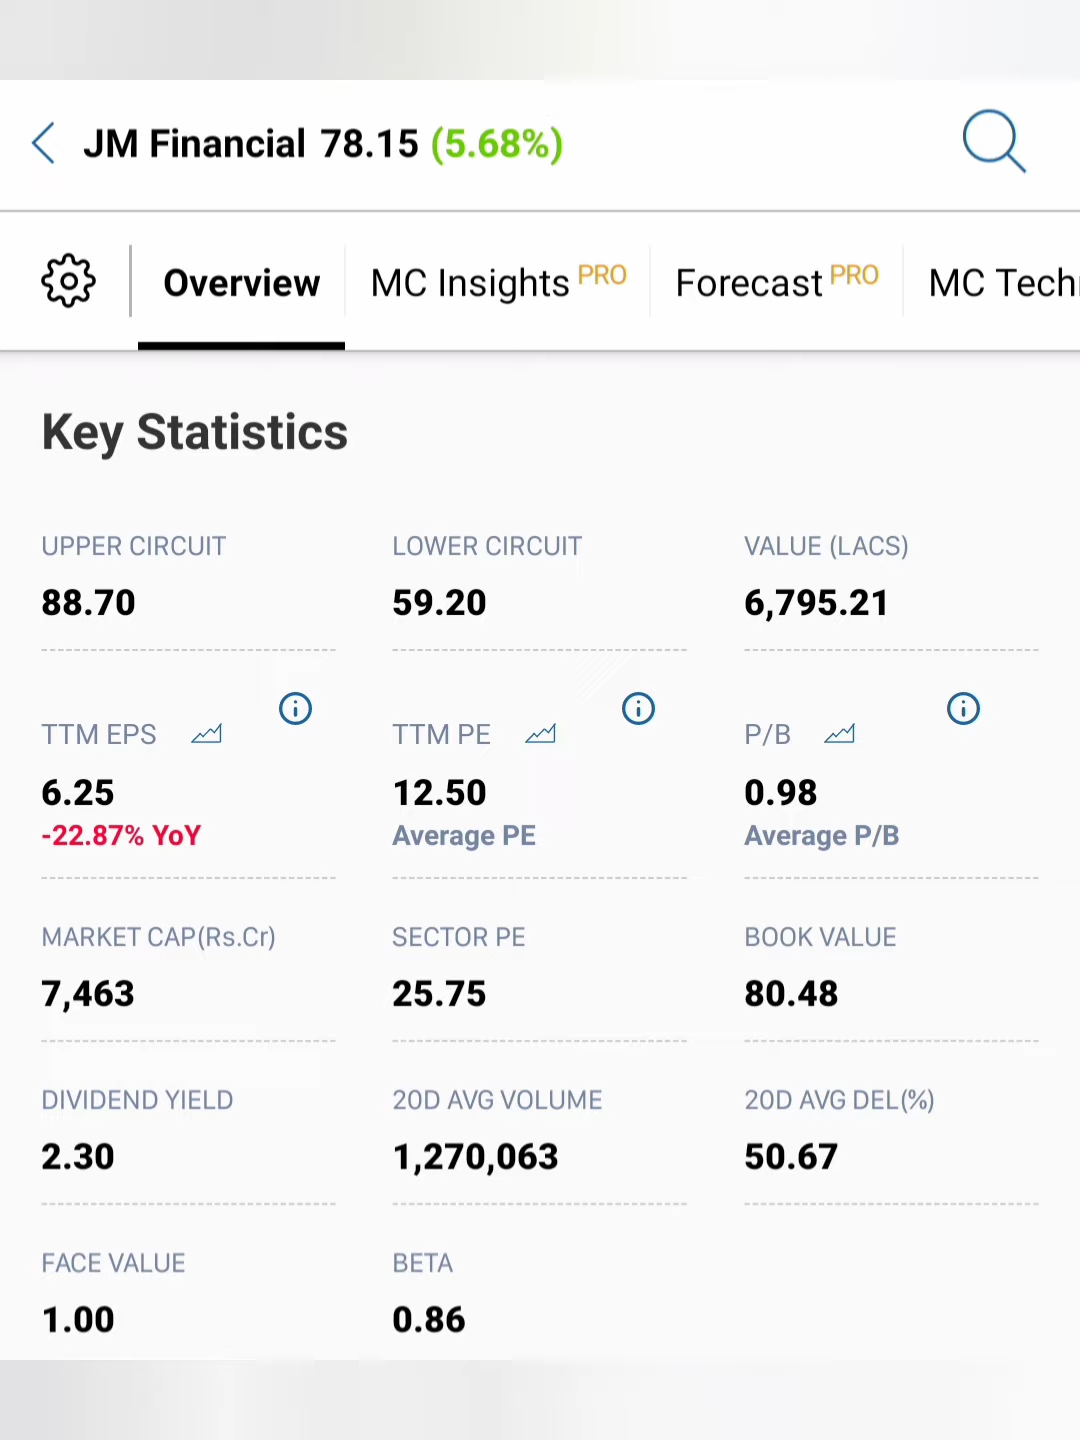 JM Financial 78.15 (5.68%)
Overview MC Insights PRO Forecast PRO MC Tech
Key Statistics
UPPER CIRCUIT LOWER CIRCUIT VALUE (LACS)
88.70 59.20 6,795.21
TTM EPS TTM PE P/B
6.25 12.50 0.98
-22.87% YoY Average PE Average P/B
MARKET CAP(Rs.Cr) SECTOR PE BOOK VALUE
7,463 25.75 80.48
DIVIDEND YIELD 20D AVG VOLUME 20D AVG DEL(%)
2.30 1,270,063 50.67
FACE VALUE BETA
1.00 0.86